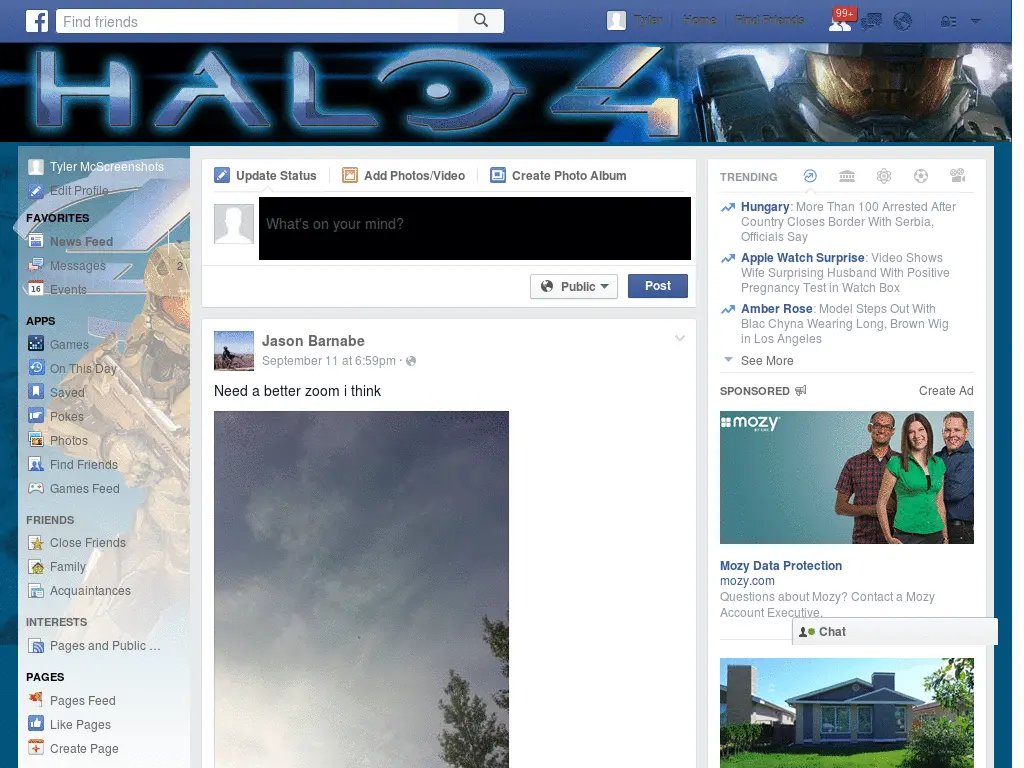 Find friends
Tyler
Home
Find Friends
99+
HALO 4
Tyler McScreenshots
Edit Profile
FAVORITES
News Feed
Messages
2
16
Events
APPS
Games
On This Day
Saved
Pokes
Photos
Find Friends
Games Feed
FRIENDS
Close Friends
Family
Acquaintances
INTERESTS
Pages and Public ...
PAGES
Pages Feed
Like Pages
Create Page
Update Status
Add Photos/Video
Create Photo Album
What's on your mind?
Public
Post
Jason Barnabe
September 11 at 6:59pm ·
Need a better zoom i think
TRENDING
Hungary: More Than 100 Arrested After
Country Closes Border With Serbia,
Officials Say
Apple Watch Surprise: Video Shows
Wife Surprising Husband With Positive
Pregnancy Test in Watch Box
Amber Rose: Model Steps Out With
Blac Chyna Wearing Long, Brown Wig
in Los Angeles
See More
SPONSORED
Create Ad
mozy
Mozy Data Protection
mozy.com
Questions about Mozy? Contact a Mozy
Account Executive.
Chat